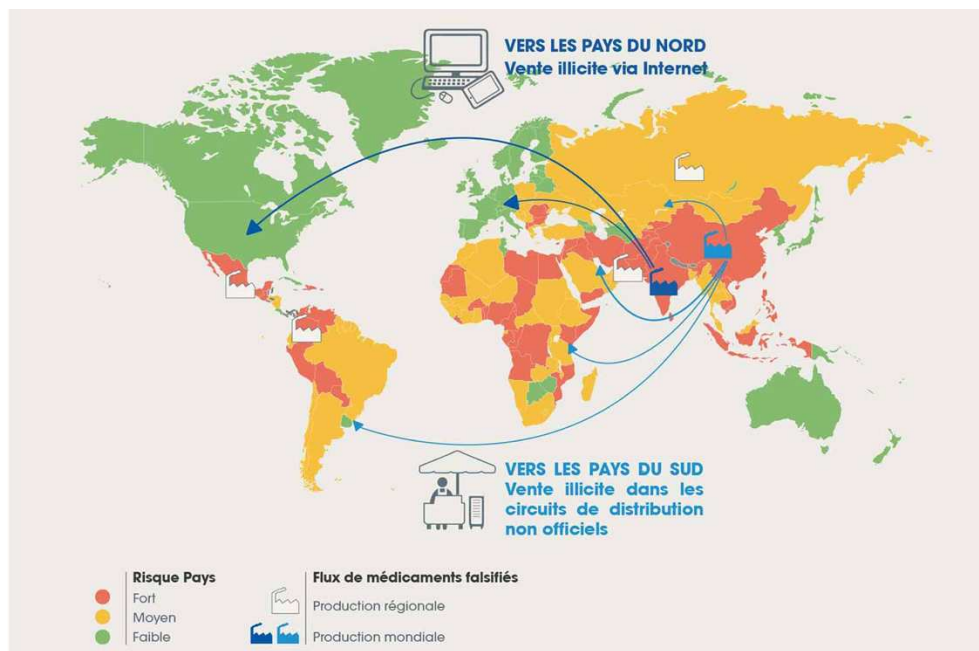 VERS LES PAYS DU NORD
Vente illicite via Internet
VERS LES PAYS DU SUD
Vente illicite dans les
circuits de distribution
non officiels
Risque Pays
Fort
Moyen
Faible
Flux de médicaments falsifiés
Production régionale
Production mondiale